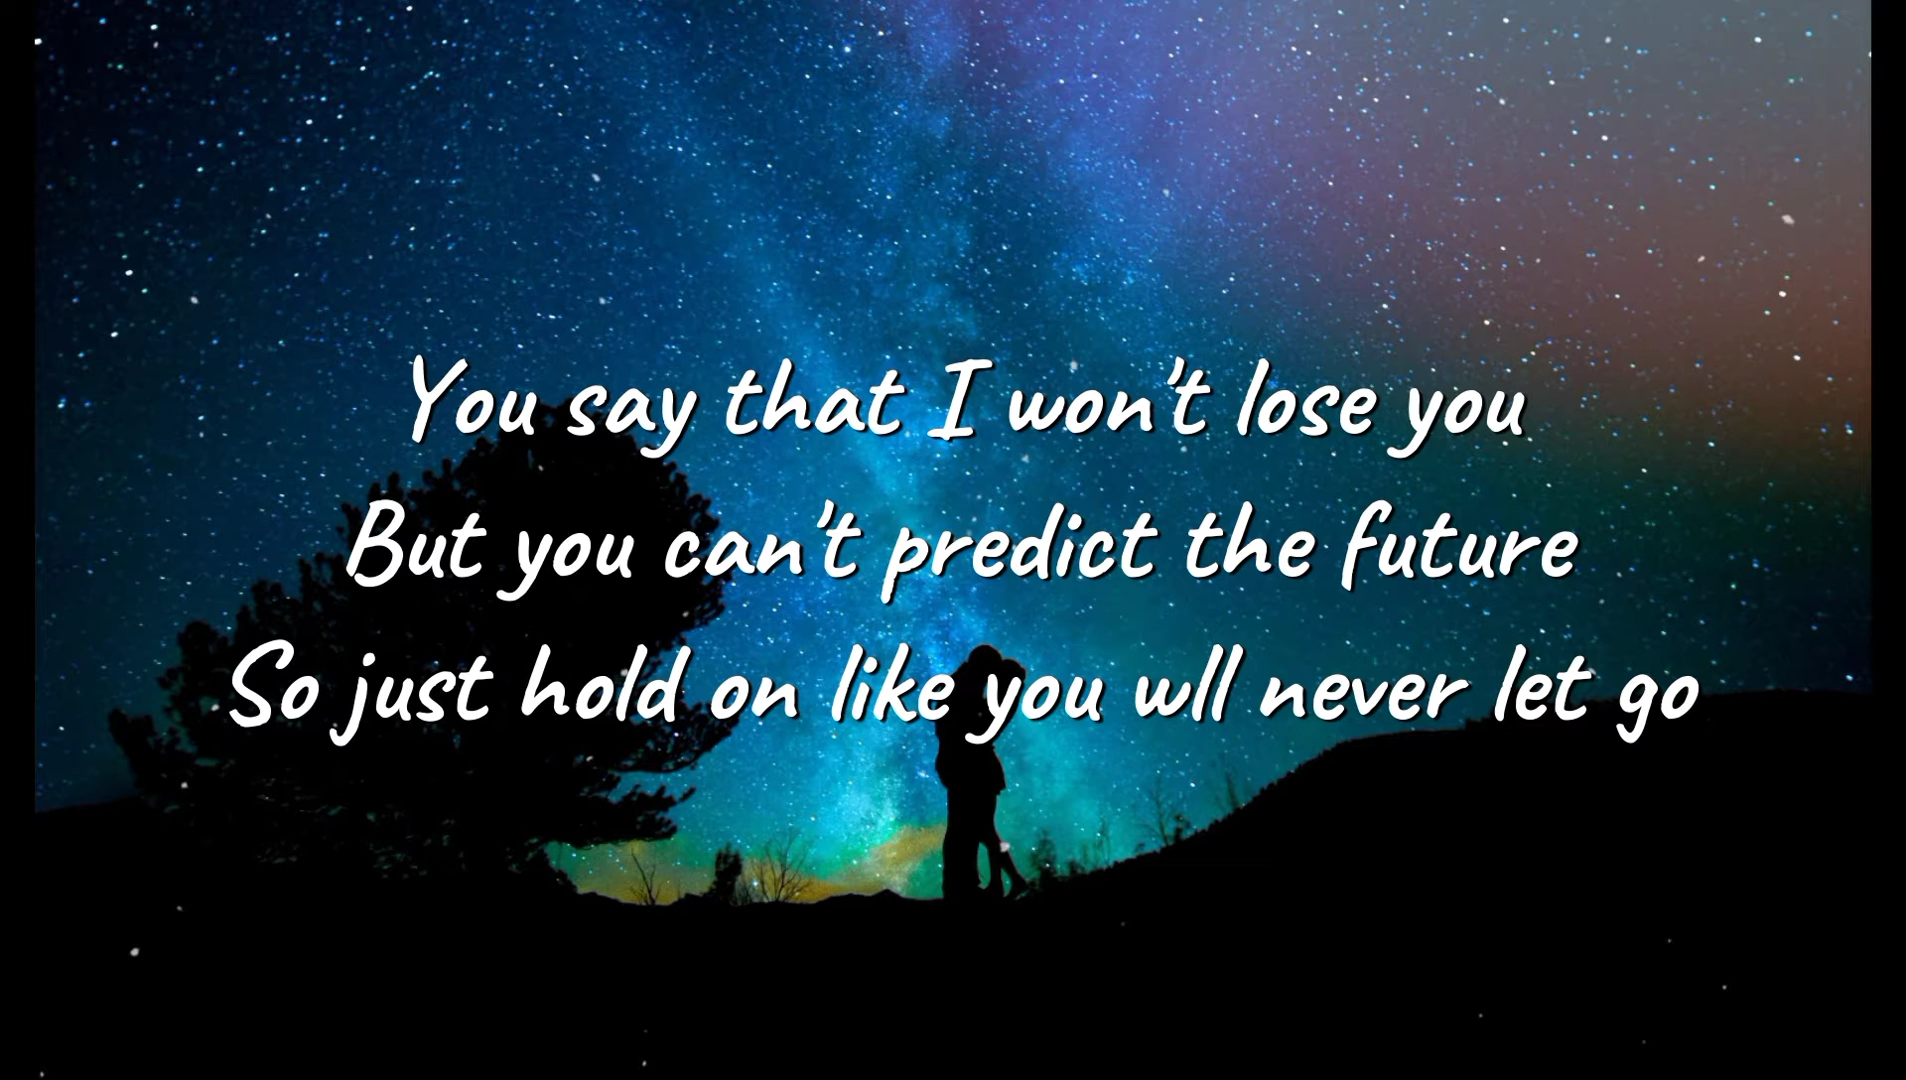 You say that I won't lose you
But you can't predict the future
So just hold on like you wll never let go